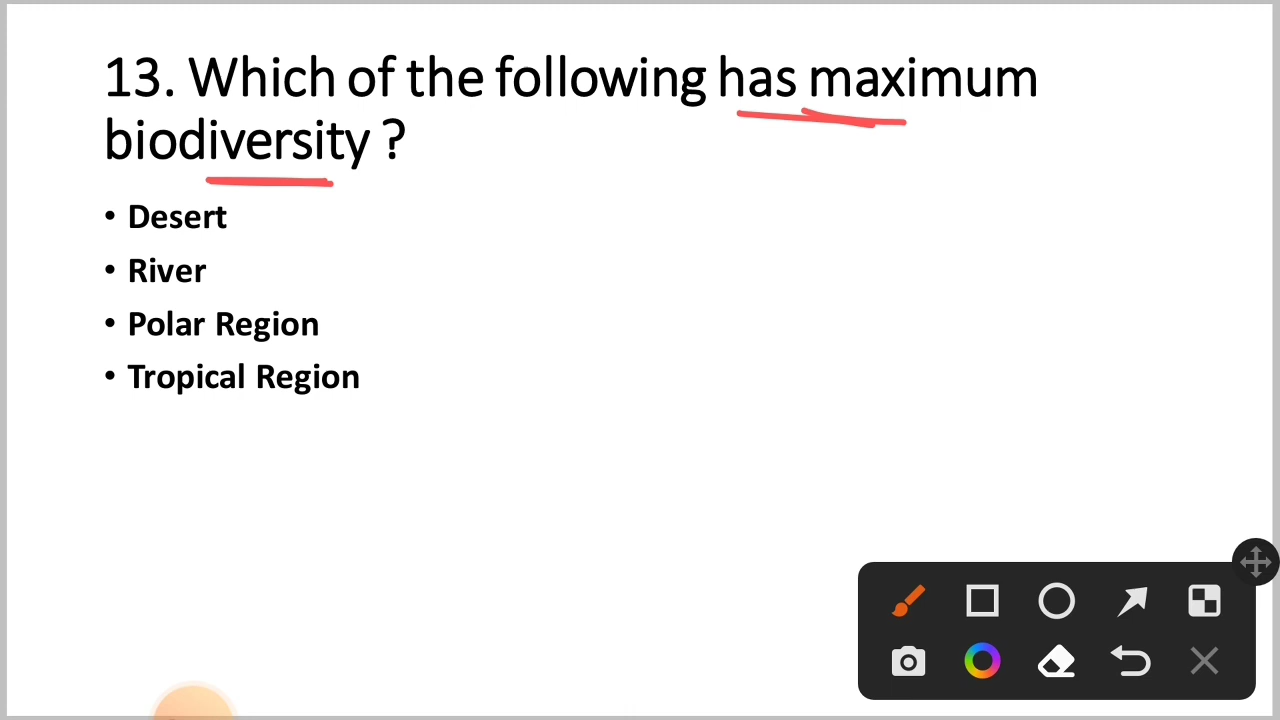 13. Which of the following has maximum
biodiversity ?
• Desert
• River
• Polar Region
• Tropical Region